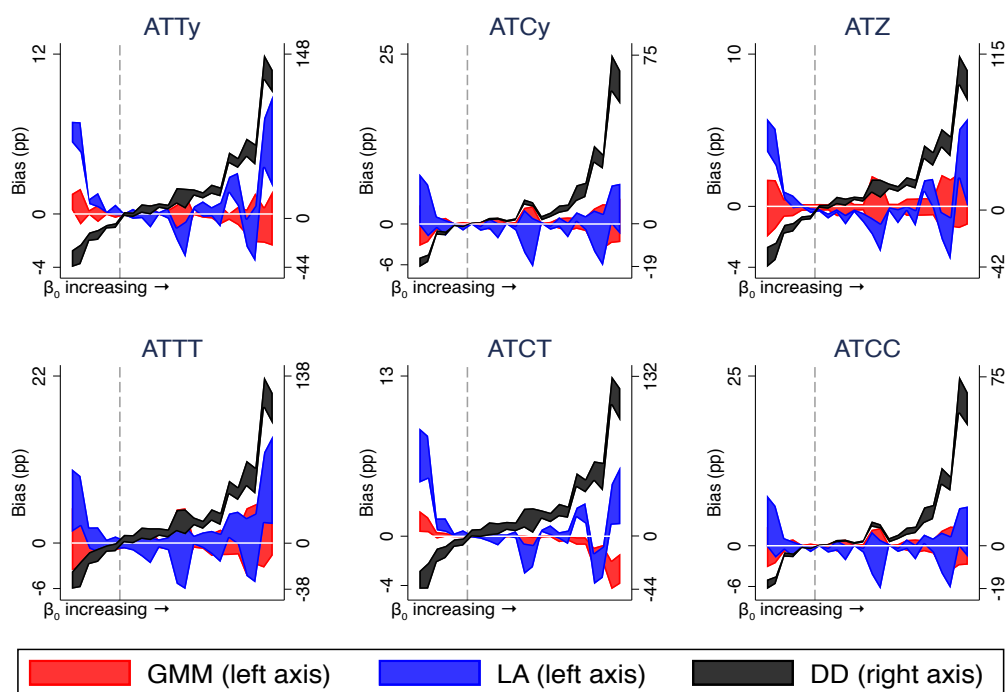 ATTy
12
0
-4
148
0
-44
Bias (pp)
β₀ increasing →
ATCy
25
0
-6
75
0
-19
Bias (pp)
β₀ increasing →
ATZ
10
0
-4
115
0
-42
Bias (pp)
β₀ increasing →
ATTT
22
0
-6
138
0
-38
Bias (pp)
β₀ increasing →
ATCT
13
0
-4
132
0
-44
Bias (pp)
β₀ increasing →
ATCC
25
0
-6
75
0
-19
Bias (pp)
β₀ increasing →
GMM (left axis) LA (left axis) DD (right axis)